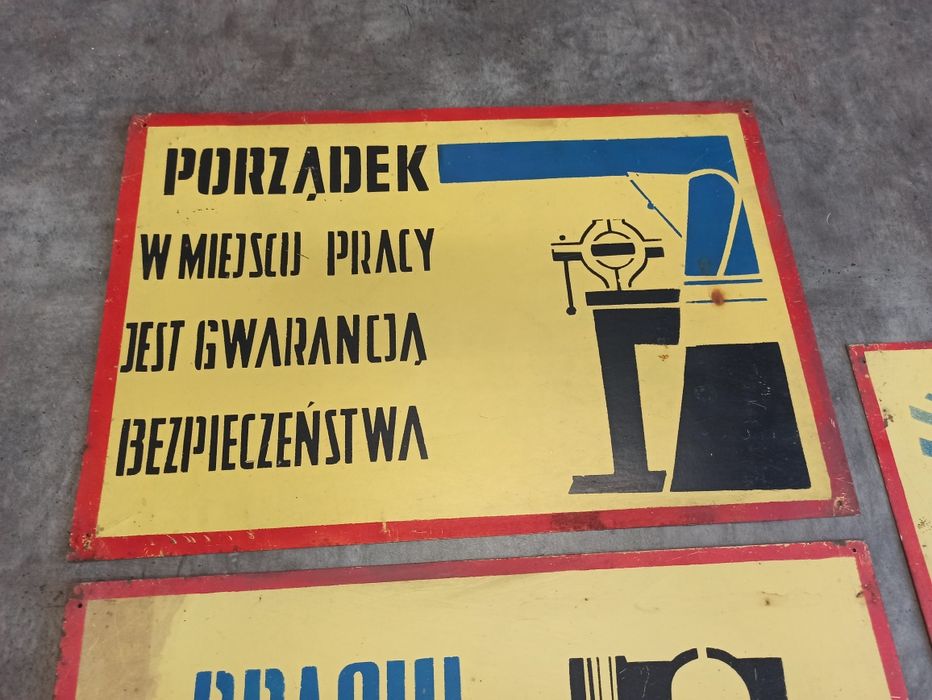 PORZĄDEK
W MIEJSCU PRACY
JEST GWARANCJĄ
BEZPIECZEŃSTWA